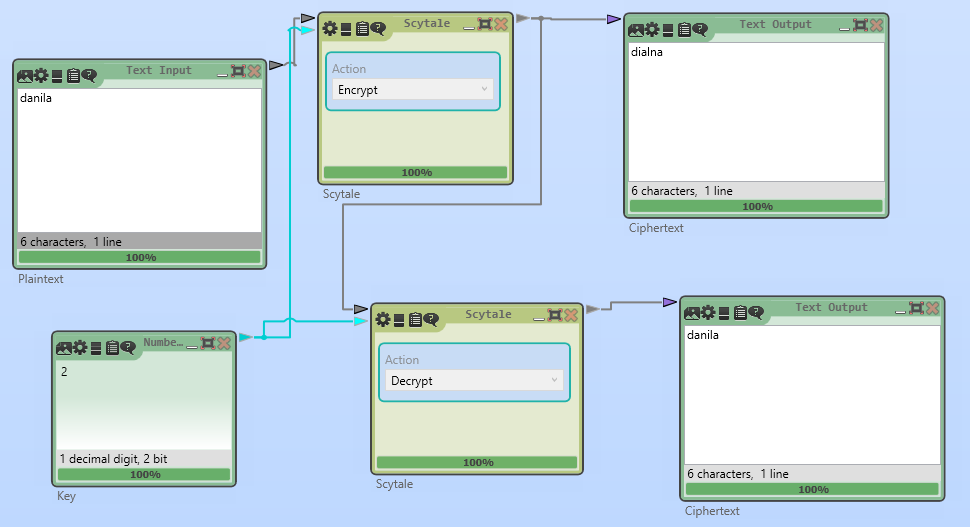 Text Input
danila
6 characters,  1 line
100%
Plaintext
Scytale
Action
Encrypt
100%
Scytale
Text Output
dialna
6 characters,  1 line
100%
Ciphertext
Numbe...
2
1 decimal digit, 2 bit
100%
Key
Scytale
Action
Decrypt
100%
Scytale
Text Output
danila
6 characters,  1 line
100%
Ciphertext